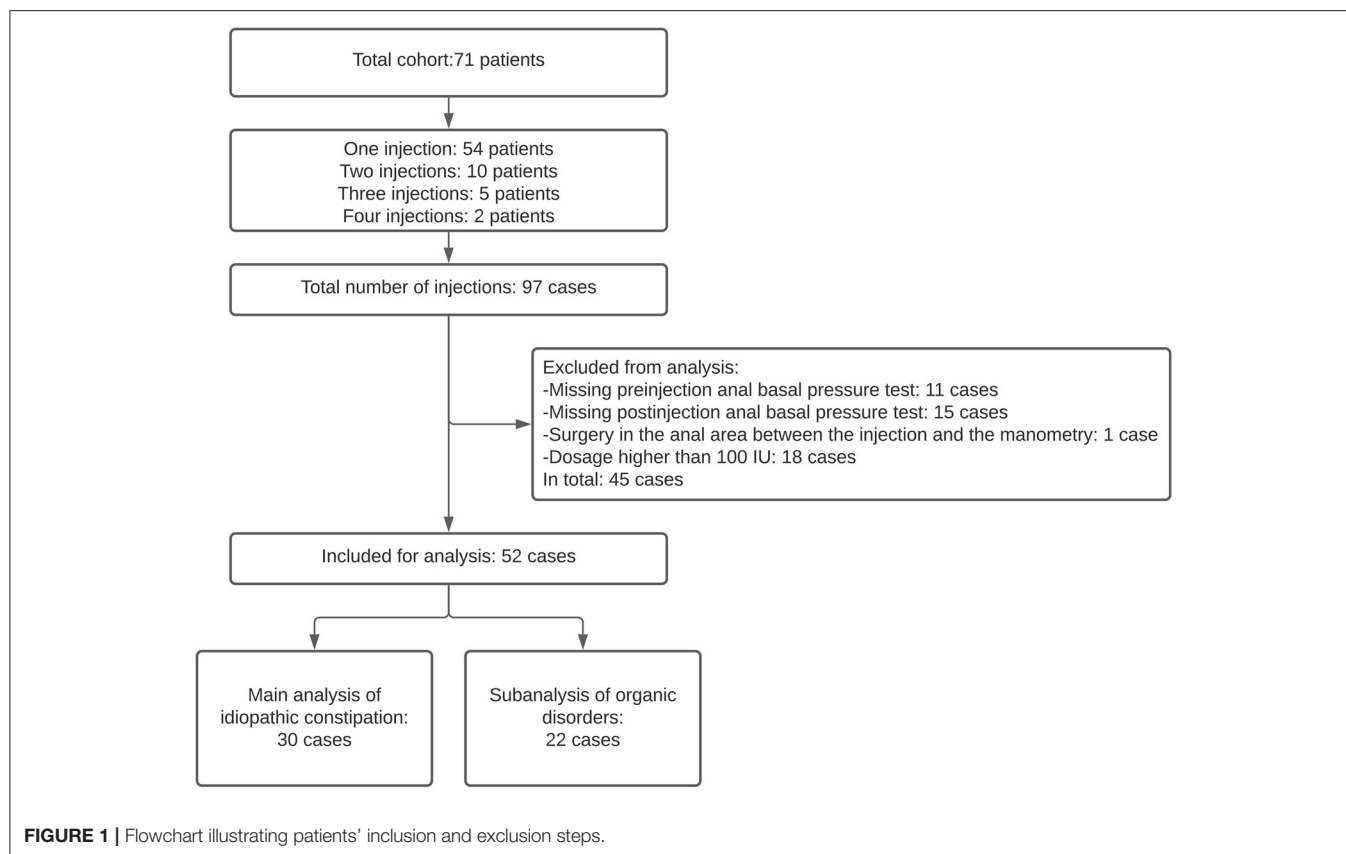 Total cohort:71 patients
One injection: 54 patients
Two injections: 10 patients
Three injections: 5 patients
Four injections: 2 patients
Total number of injections: 97 cases
Excluded from analysis:
-Missing preinjection anal basal pressure test: 11 cases
-Missing postinjection anal basal pressure test: 15 cases
-Surgery in the anal area between the injection and the manometry: 1 case
-Dosage higher than 100 IU: 18 cases
In total: 45 cases
Included for analysis: 52 cases
Main analysis of
idiopathic constipation:
30 cases
Subanalysis of organic
disorders:
22 cases
FIGURE 1 | Flowchart illustrating patients’ inclusion and exclusion steps.